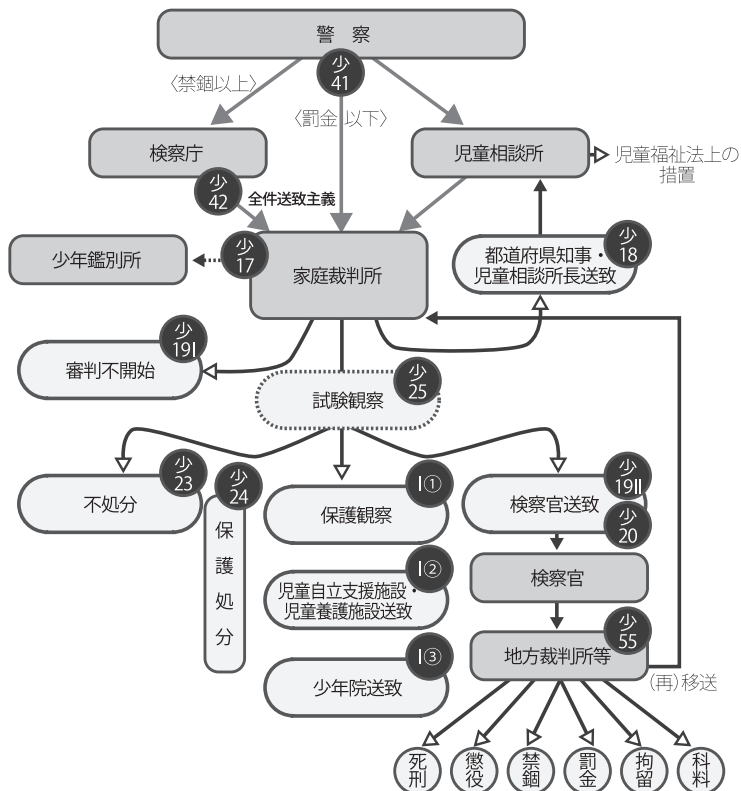 警 察
少
41
〈禁錮以上〉
〈罰金以下〉
検察庁
児童相談所
児童福祉法上の
措置
少
42
全件送致主義
少年鑑別所
少
17
家庭裁判所
都道府県知事・
児童相談所長送致
少
18
少
19Ⅰ
審判不開始
試験観察
少
25
不処分
少
23
少
24
保
護
処
分
保護観察
Ⅰ①
児童自立支援施設・
児童養護施設送致
Ⅰ②
少年院送致
Ⅰ③
検察官送致
少
19Ⅱ
少
20
検察官
地方裁判所等
少
55
(再)移送
死
刑
懲
役
禁
錮
罰
金
拘
留
科
料